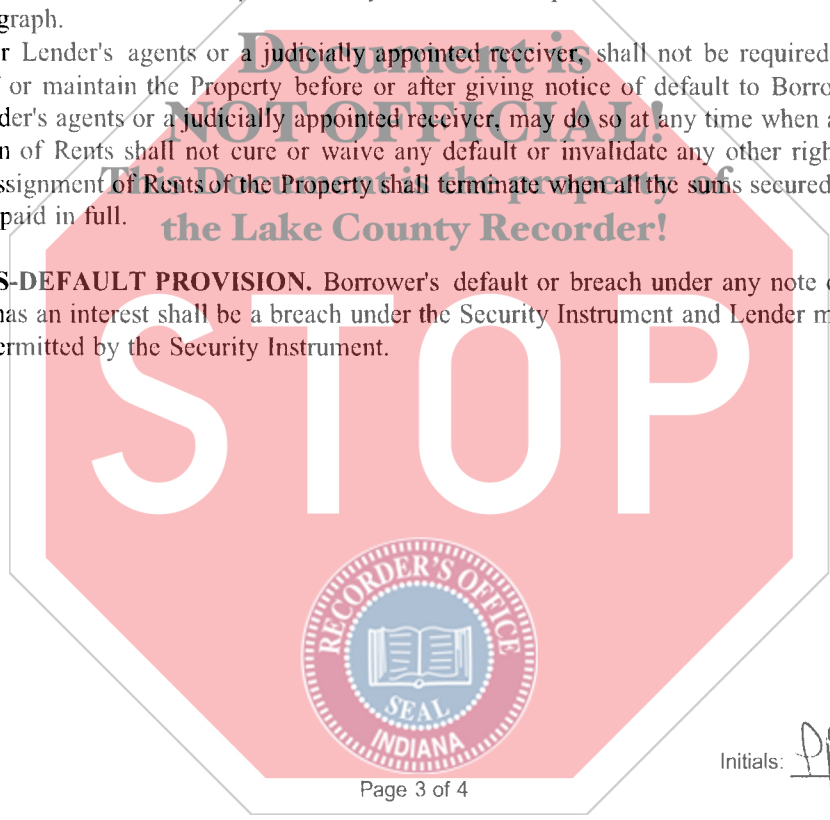 graph.
r Lender's agents or a judicially appointed receiver, shall not be required
or maintain the Property before or after giving notice of default to Borro
der's agents or a judicially appointed receiver, may do so at any time when a
n of Rents shall not cure or waive any default or invalidate any other righ
ssignment of Rents of the Property shall terminate when all the sums secured
paid in full.
Document is
NOT OFFICIAL!
This Document is the property of
the Lake County Recorder!
S-DEFAULT PROVISION. Borrower's default or breach under any note
has an interest shall be a breach under the Security Instrument and Lender m
ermitted by the Security Instrument.
STOP
RECORDER'S OFFICE
SEAL
INDIANA
Initials:
Page 3 of 4